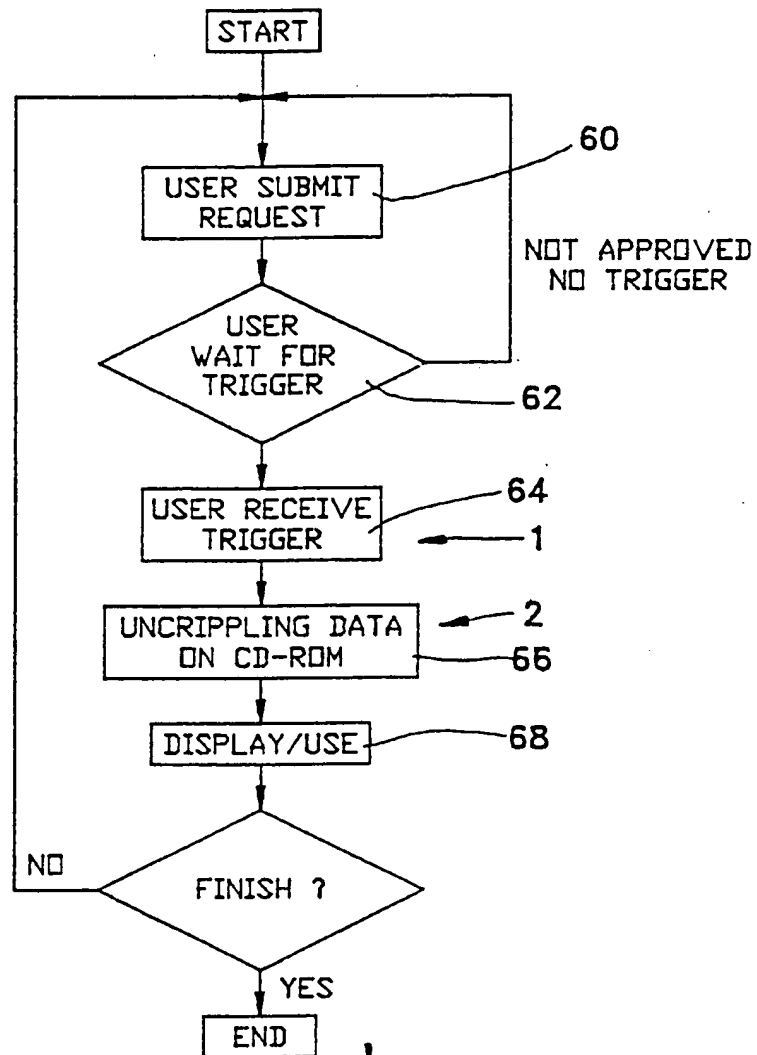 START
60
USER SUBMIT
REQUEST
NOT APPROVED
NO TRIGGER
USER
WAIT FOR
TRIGGER
62
64
USER RECEIVE
TRIGGER
1
2
UNCRIPPLING DATA
ON CD-ROM
66
DISPLAY/USE
68
NO
FINISH ?
YES
END